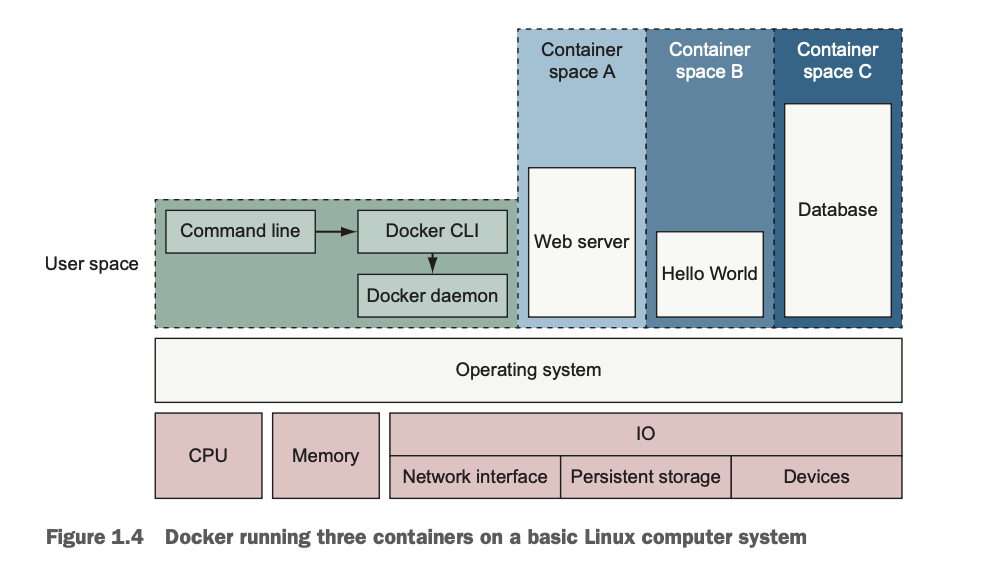 Container
space A
Container
space B
Container
space C
Command line
Docker CLI
Docker daemon
User space
Web server
Hello World
Database
Operating system
CPU
Memory
IO
Network interface
Persistent storage
Devices
Figure 1.4 Docker running three containers on a basic Linux computer system